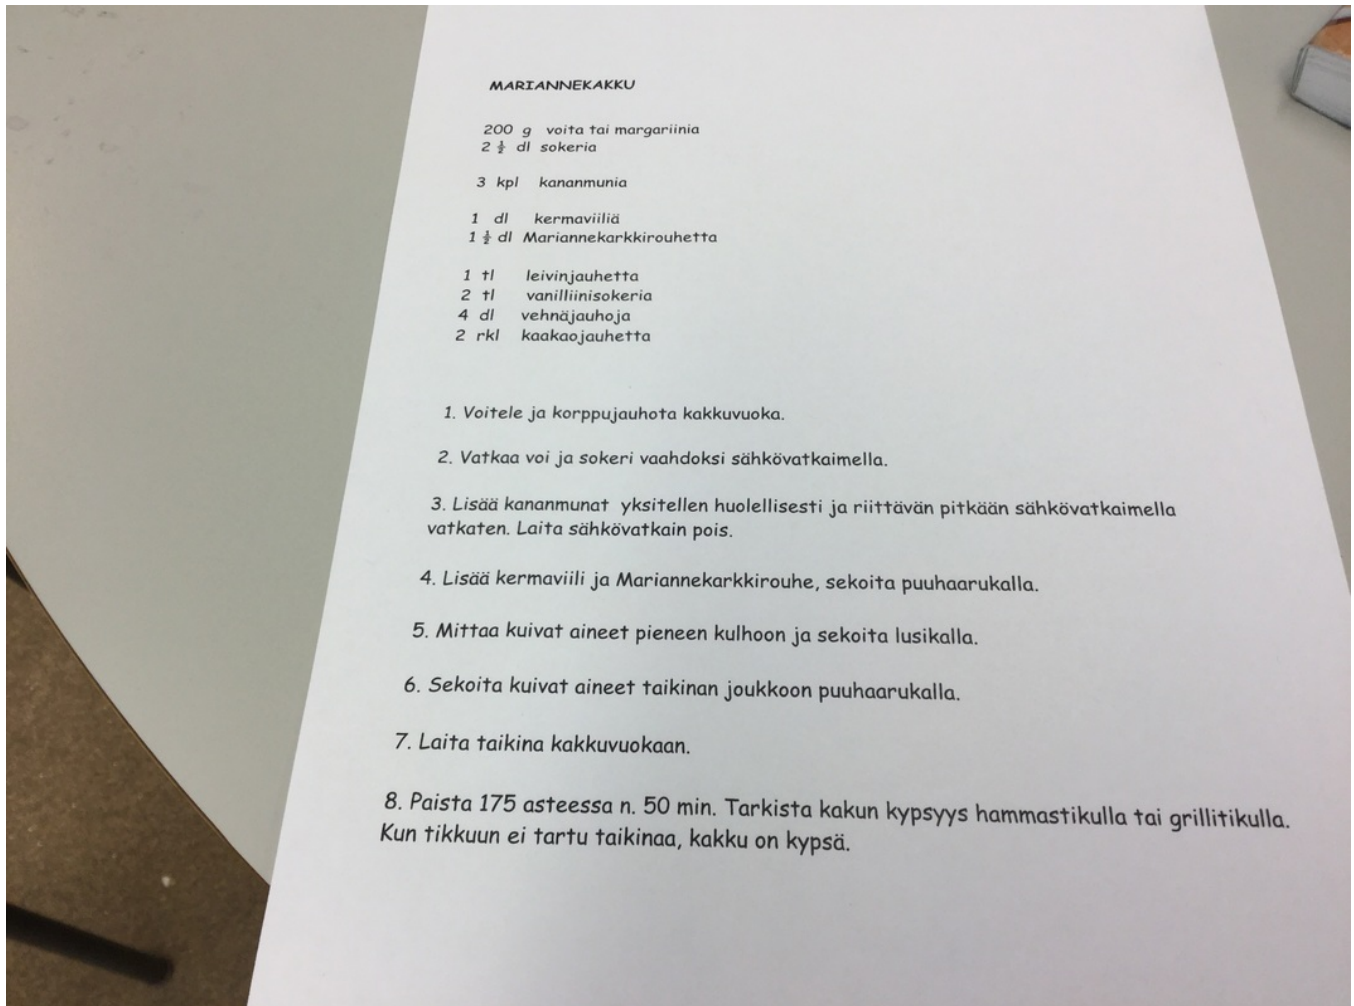 MARIANNEKAKKU
200 g voita tai margariinia
2 ½ dl sokeria
3 kpl kananmunia
1 dl kermaviiliä
1 ½ dl Mariannekarkkirouhetta
1 tl leivinjauhetta
2 tl vanilliinisokeria
4 dl vehnäjauhoja
2 rkl kaakaojauhetta
1. Voitele ja korppujauhota kakkuvuoka.
2. Vatkaa voi ja sokeri vaahdoksi sähkövatkaimella.
3. Lisää kananmunat yksitellen huolellisesti ja riittävän pitkään sähkövatkaimella
vatkaten. Laita sähkövatkain pois.
4. Lisää kermaviili ja Mariannekarkkirouhe, sekoita puuhaarukalla.
5. Mittaa kuivat aineet pieneen kulhoon ja sekoita lusikalla.
6. Sekoita kuivat aineet taikinan joukkoon puuhaarukalla.
7. Laita taikina kakkuvuokaan.
8. Paista 175 asteessa n. 50 min. Tarkista kakun kypsyys hammastikulla tai grillitikulla.
Kun tikkuun ei tartu taikinaa, kakku on kypsä.